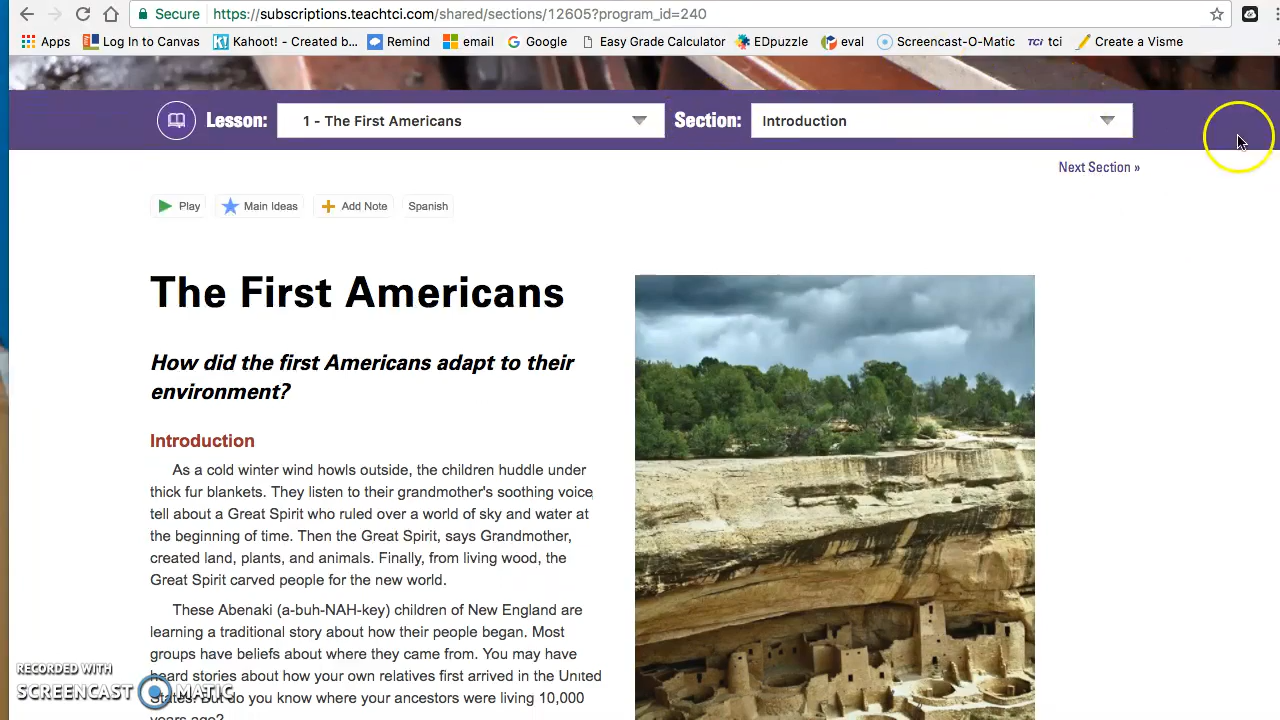 Secure https://subscriptions.teachtci.com/shared/sections/12605?program_id=240
Apps Log In to Canvas Kahoot! - Created b... Remind email Google Easy Grade Calculator EDpuzzle eval Screencast-O-Matic TCi tci Create a Visme
Lesson: 1 - The First Americans Section: Introduction
Next Section »
Play Main Ideas Add Note Spanish
The First Americans
How did the first Americans adapt to their
environment?
Introduction
As a cold winter wind howls outside, the children huddle under
thick fur blankets. They listen to their grandmother's soothing voice
tell about a Great Spirit who ruled over a world of sky and water at
the beginning of time. Then the Great Spirit, says Grandmother,
created land, plants, and animals. Finally, from living wood, the
Great Spirit carved people for the new world.
These Abenaki (a-buh-NAH-key) children of New England are
learning a traditional story about how their people began. Most
groups have beliefs about where they came from. You may have
heard stories about how your own relatives first arrived in the United
States. But do you know where your ancestors were living 10,000
years ago?
RECORDED WITH
SCREENCAST MATIC